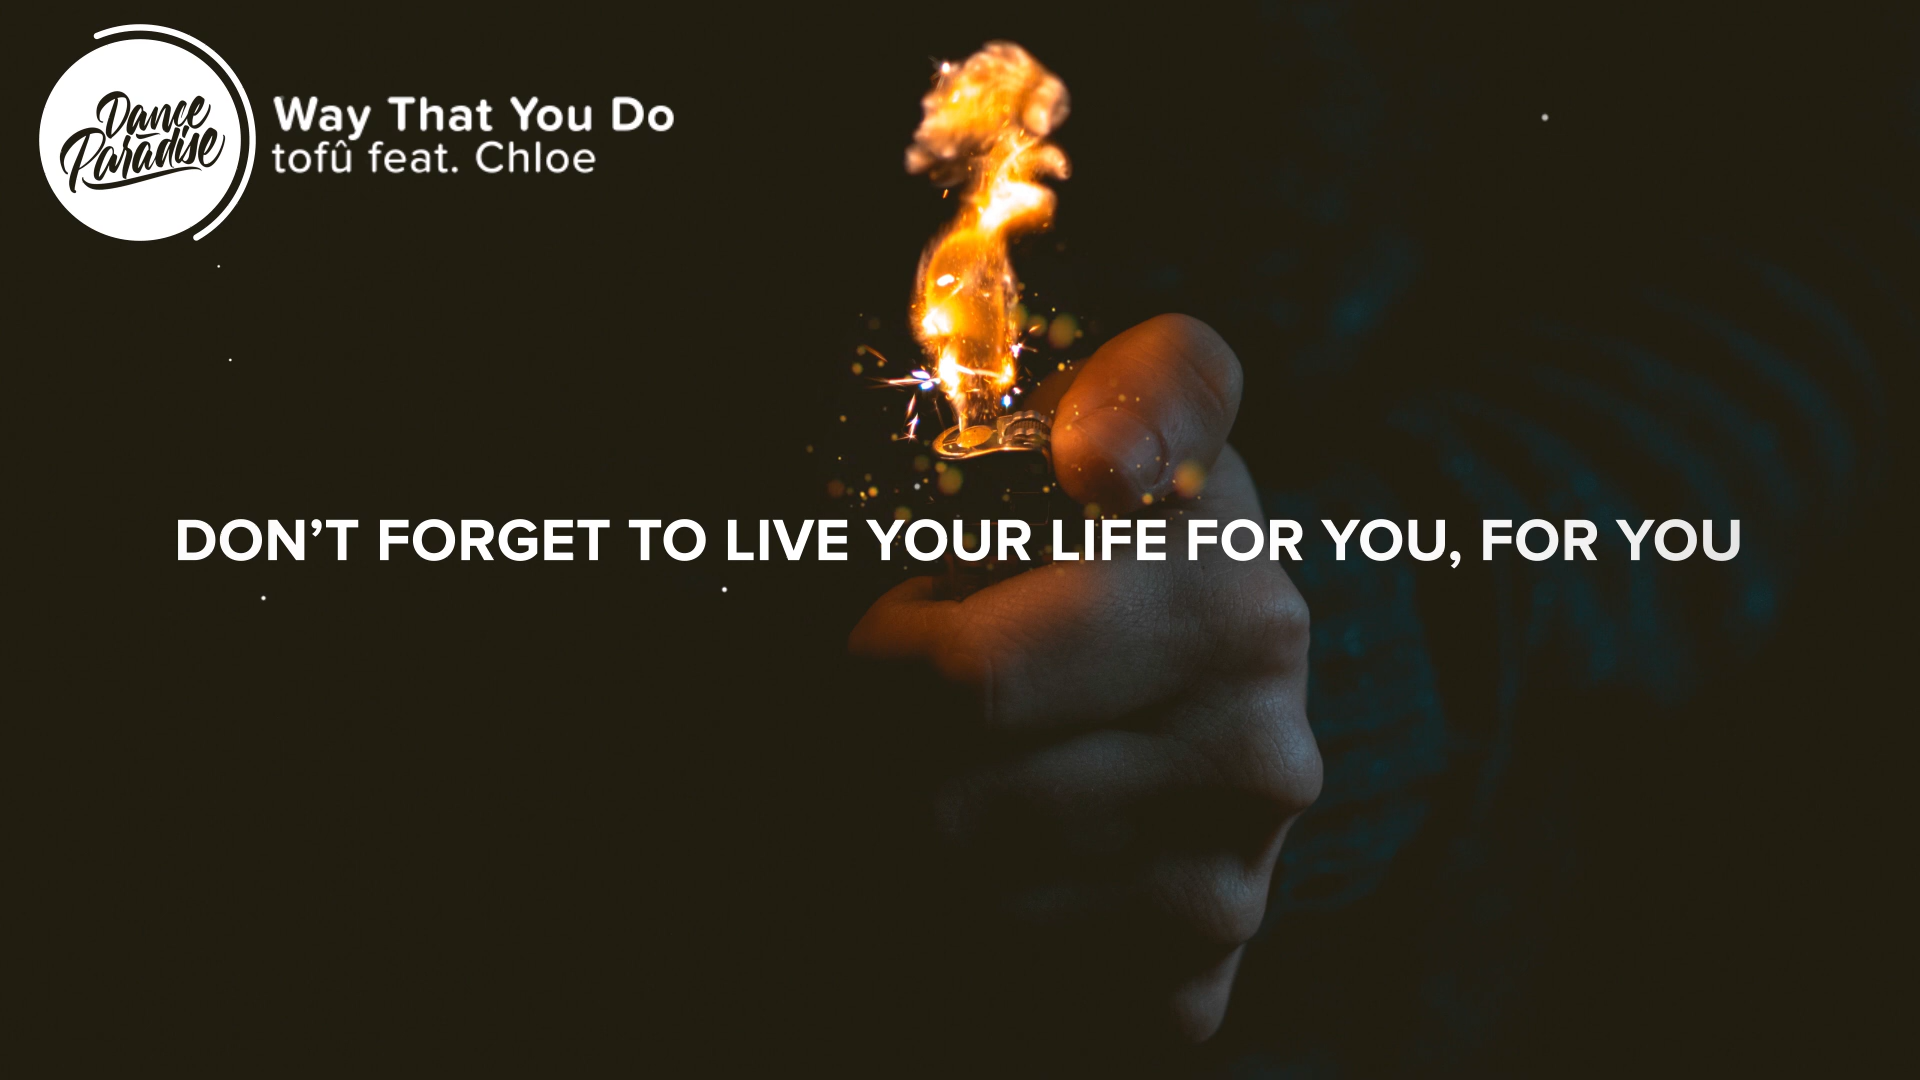 Dance
Paradise
Way That You Do
tofû feat. Chloe
DON’T FORGET TO LIVE YOUR LIFE FOR YOU, FOR YOU